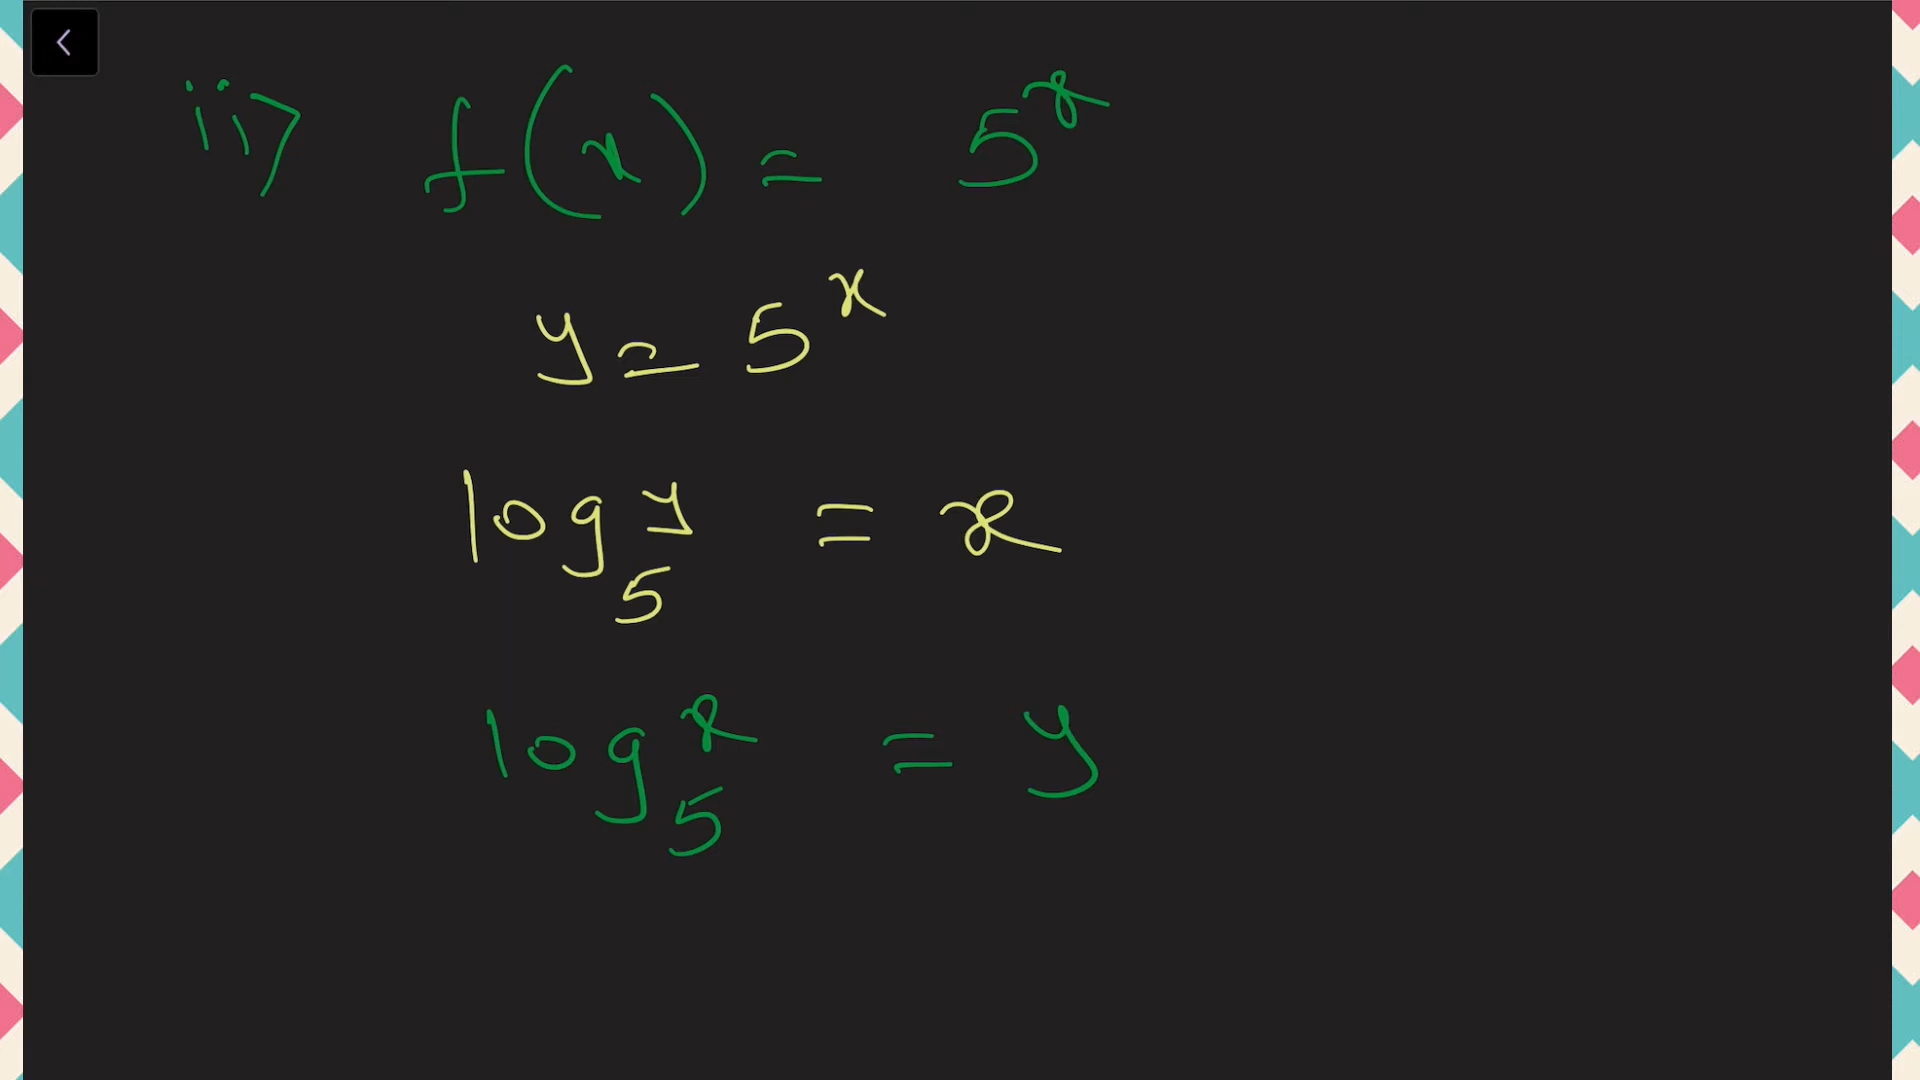 ii) f(x) = 5^x
y = 5^x
log_5 y = x
log_5 x = y